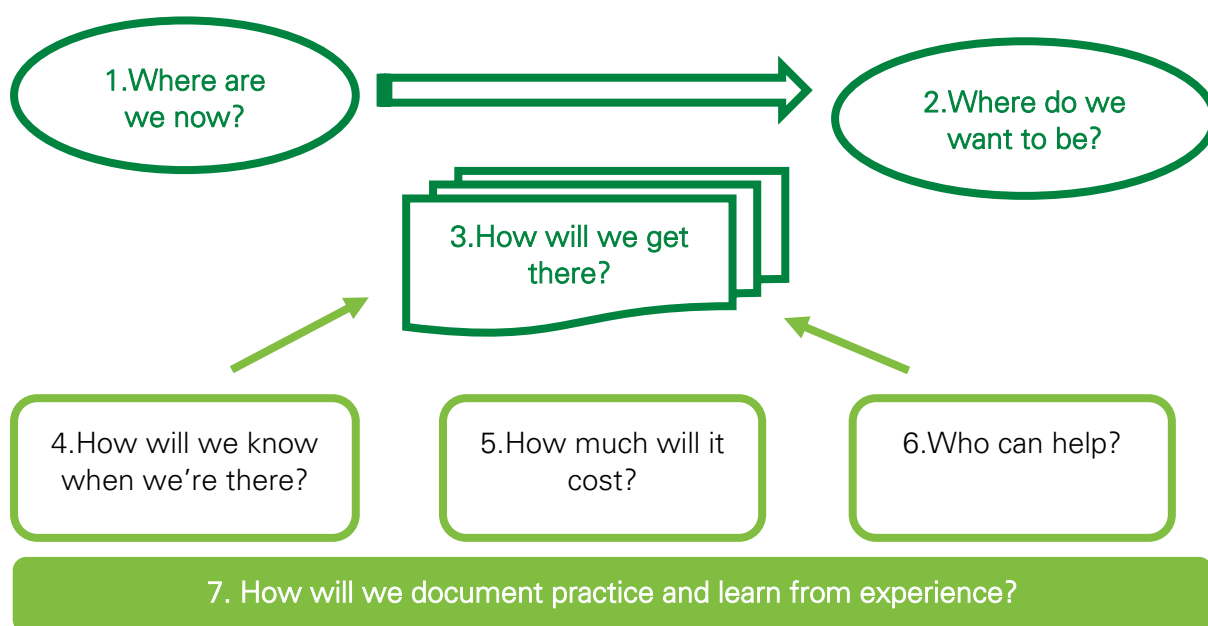 1.Where are
we now?
2.Where do we
want to be?
3.How will we get
there?
4.How will we know
when we're there?
5.How much will it
cost?
6.Who can help?
7. How will we document practice and learn from experience?